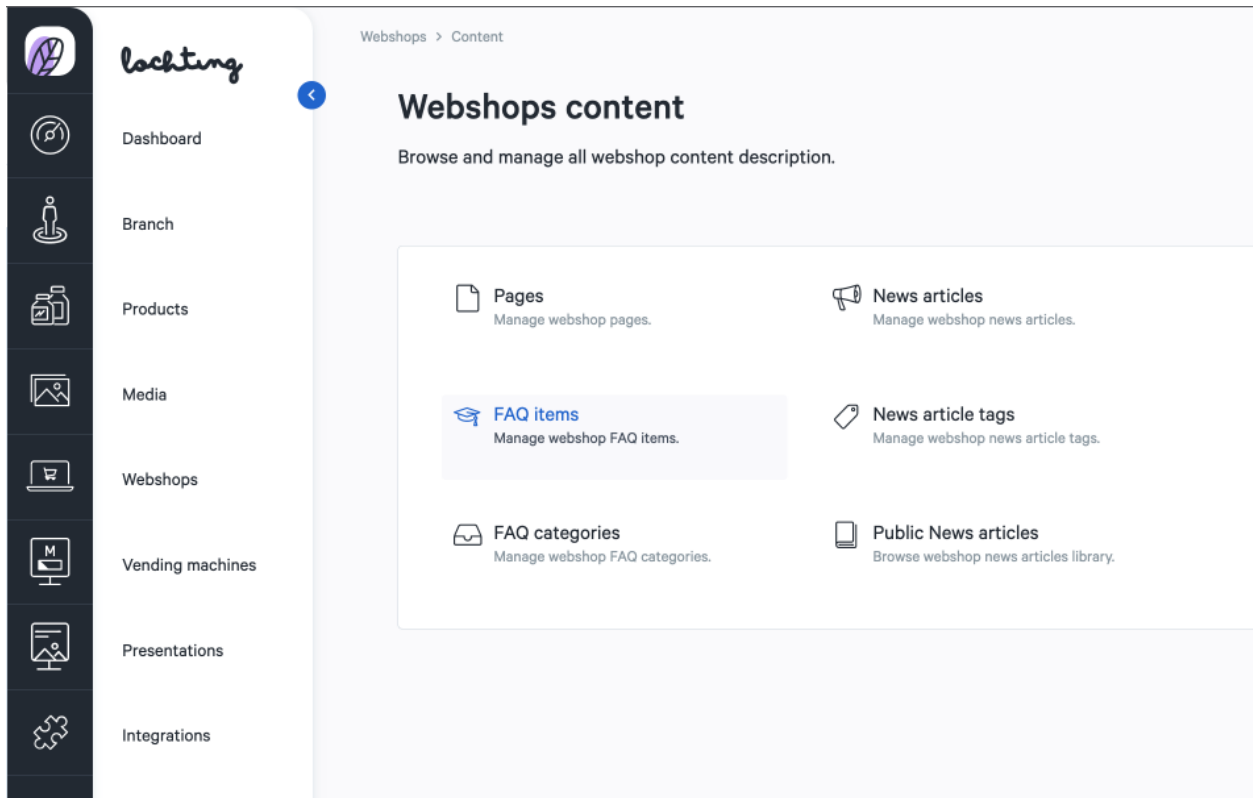 lochting
Webshops > Content
Webshops content
Browse and manage all webshop content description.
Dashboard
Branch
Products
Media
Webshops
M
Vending machines
Presentations
Integrations
Pages
Manage webshop pages.
News articles
Manage webshop news articles.
FAQ items
Manage webshop FAQ items.
News article tags
Manage webshop news article tags.
FAQ categories
Manage webshop FAQ categories.
Public News articles
Browse webshop news articles library.